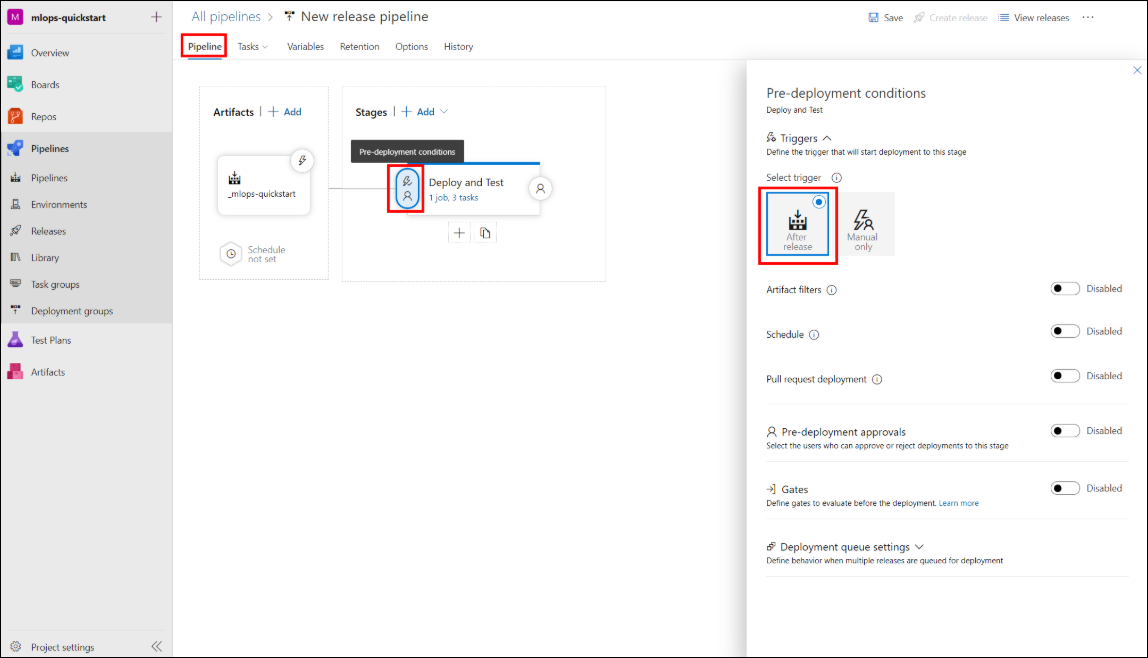 M mlops-quickstart
Overview
Boards
Repos
Pipelines
Pipelines
Environments
Releases
Library
Task groups
Deployment groups
Test Plans
Artifacts
Project settings
All pipelines > New release pipeline
Save Create release View releases ...
Pipeline Tasks Variables Retention Options History
Artifacts | + Add
_mlops-quickstart
Schedule
not set
Stages | + Add
Pre-deployment conditions
Deploy and Test
1 job, 3 tasks
Pre-deployment conditions
Deploy and Test
Triggers
Define the trigger that will start deployment to this stage
Select trigger
After
release
Manual
only
Artifact filters Disabled
Schedule Disabled
Pull request deployment Disabled
Pre-deployment approvals Disabled
Select the users who can approve or reject deployments to this stage
Gates Disabled
Define gates to evaluate before the deployment. Learn more
Deployment queue settings
Define behavior when multiple releases are queued for deployment